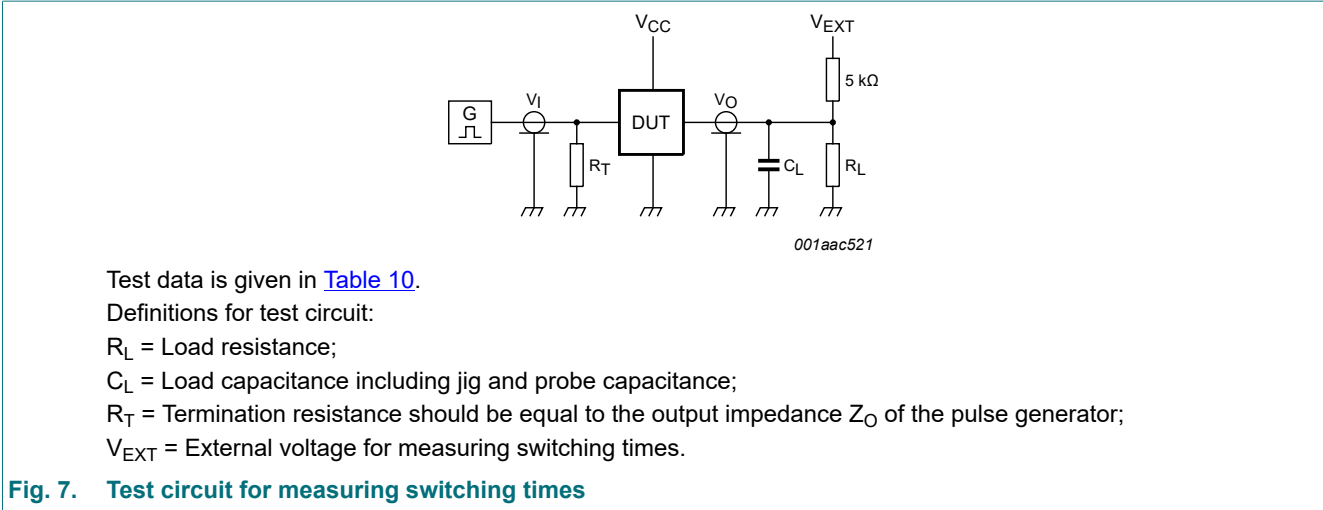 VCC
VEXT
5 kΩ
G
VI
DUT
VO
RT
CL
RL
001aac521
Test data is given in Table 10.
Definitions for test circuit:
RL = Load resistance;
CL = Load capacitance including jig and probe capacitance;
RT = Termination resistance should be equal to the output impedance ZO of the pulse generator;
VEXT = External voltage for measuring switching times.
Fig. 7. Test circuit for measuring switching times